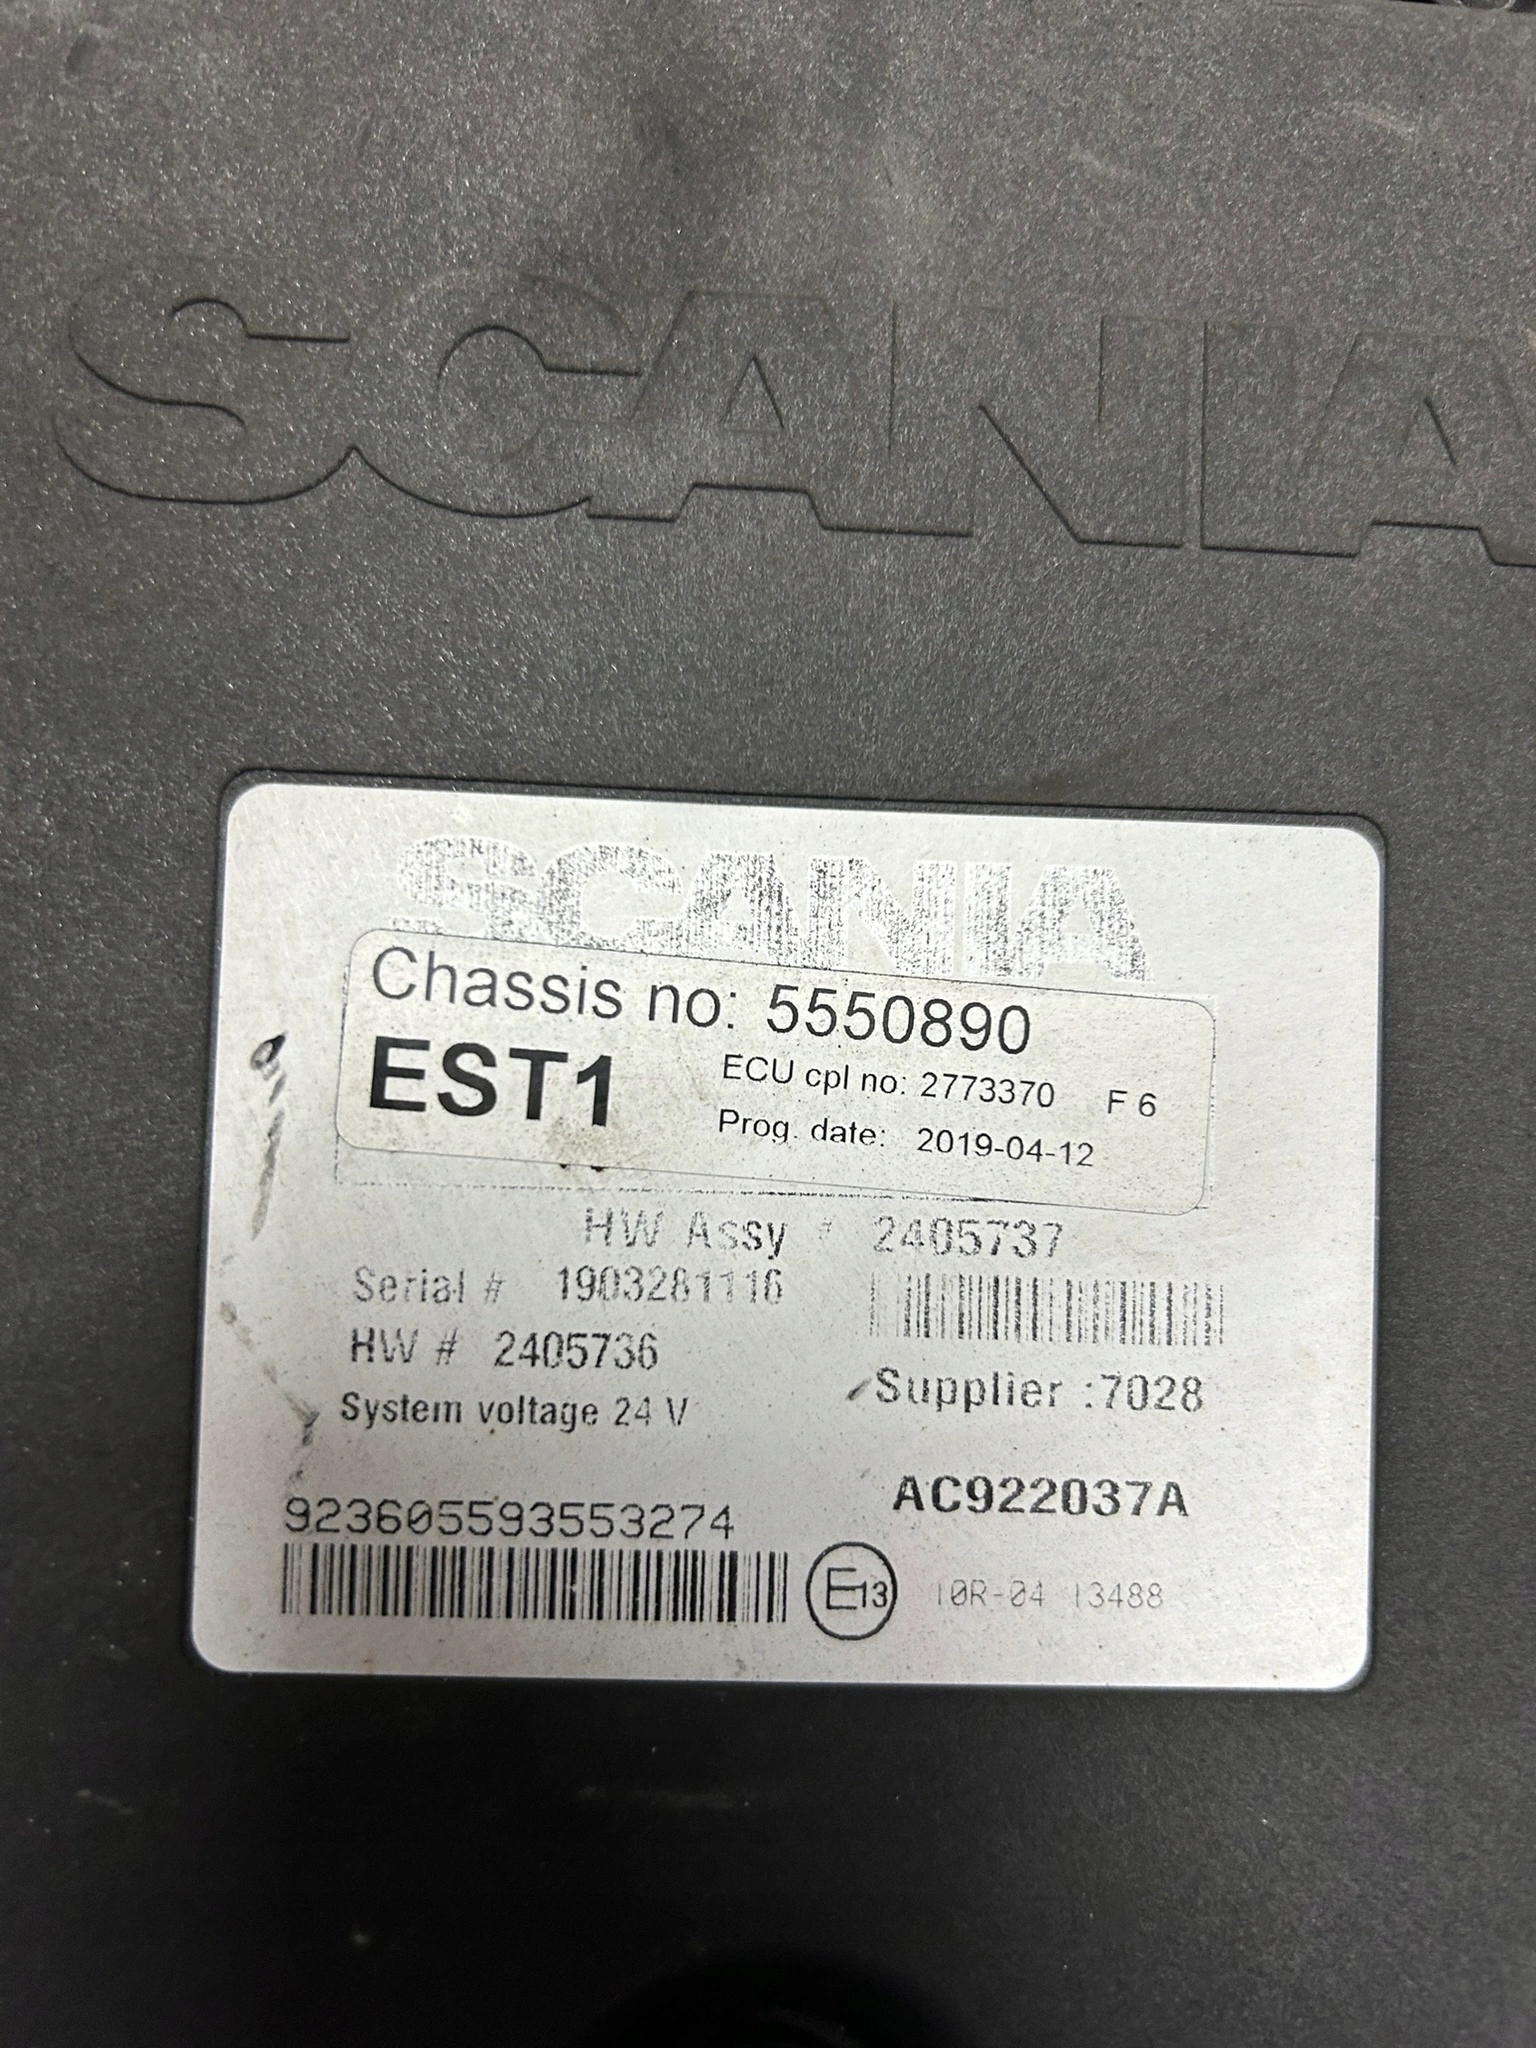 SCANIA
SCANIA
Chassis no: 5550890
EST1
ECU cpl no: 2773370 F 6
Prog. date: 2019-04-12
HW Assy # 2405737
Serial # 1903281116
HW # 2405736
System voltage 24 V
Supplier :7028
AC922037A
923605593553274
E13
10R-04 13488